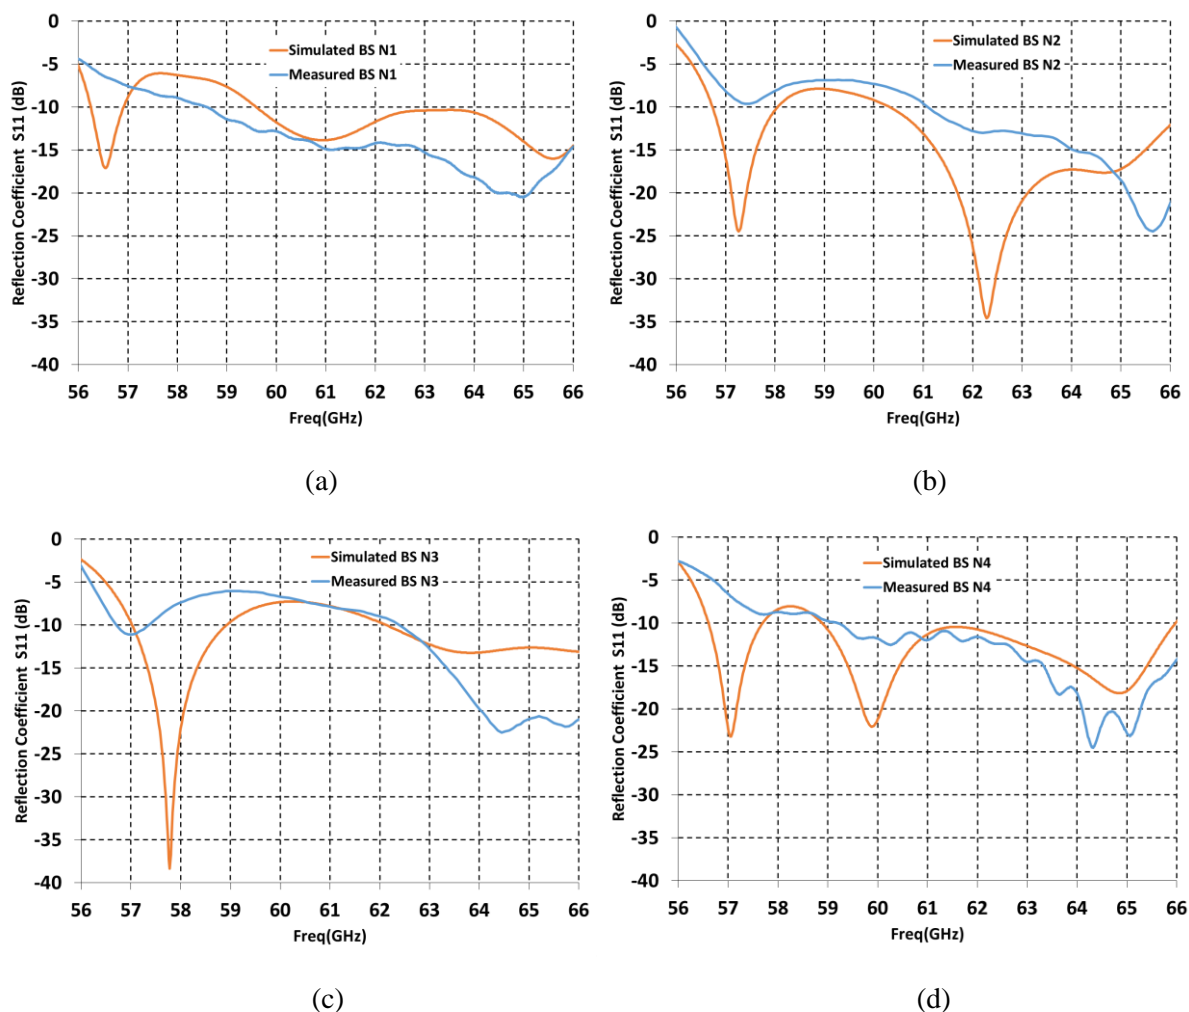 0
-5
-10
-15
-20
-25
-30
-35
-40
Reflection Coefficient S11 (dB)
Simulated BS N1
Measured BS N1
56 57 58 59 60 61 62 63 64 65 66
Freq(GHz)
(a)
0
-5
-10
-15
-20
-25
-30
-35
-40
Reflection Coefficient S11 (dB)
Simulated BS N2
Measured BS N2
56 57 58 59 60 61 62 63 64 65 66
Freq(GHz)
(b)
0
-5
-10
-15
-20
-25
-30
-35
-40
Reflection Coefficient S11 (dB)
Simulated BS N3
Measured BS N3
56 57 58 59 60 61 62 63 64 65 66
Freq(GHz)
(c)
0
-5
-10
-15
-20
-25
-30
-35
-40
Reflection Coefficient S11 (dB)
Simulated BS N4
Measured BS N4
56 57 58 59 60 61 62 63 64 65 66
Freq(GHz)
(d)